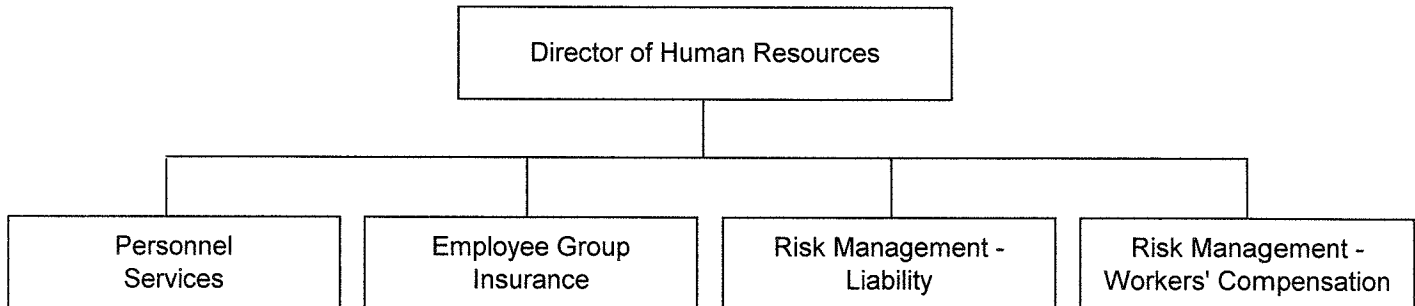 Director of Human Resources
Personnel
Services
Employee Group
Insurance
Risk Management -
Liability
Risk Management -
Workers' Compensation